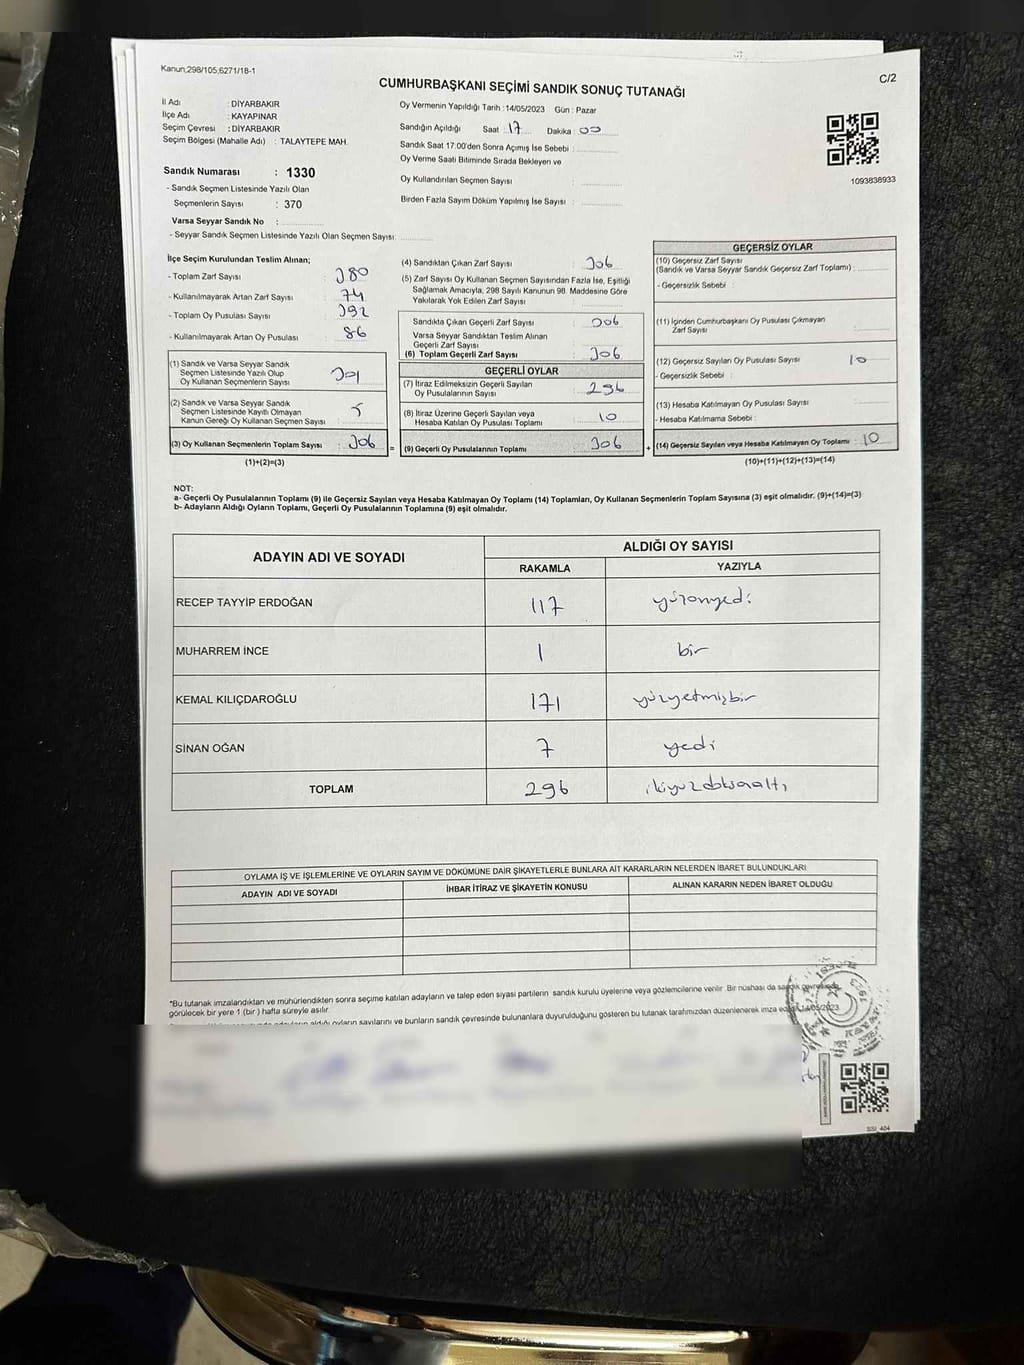 Kanun,298/105,6271/18-1
C/2
CUMHURBAŞKANI SEÇİMİ SANDIK SONUÇ TUTANAĞI
İl Adı : DİYARBAKIR
İlçe Adı : KAYAPINAR
Seçim Çevresi : DİYARBAKIR
Seçim Bölgesi (Mahalle Adı) : TALAYTEPE MAH.
Sandık Numarası : 1330
- Sandık Seçmen Listesinde Yazılı Olan
Seçmenlerin Sayısı : 370
Varsa Seyyar Sandık No :
- Seyyar Sandık Seçmen Listesinde Yazılı Olan Seçmen Sayısı:
Oy Vermenin Yapıldığı Tarih : 14/05/2023 Gün : Pazar
Sandığın Açıldığı Saat 17 Dakika 00
Sandık Saat 17:00'den Sonra Açımış İse Sebebi :
Oy Verme Saati Bitiminde Sırada Bekleyen ve
Oy Kullandırılan Seçmen Sayısı :
Birden Fazla Sayım Döküm Yapılmış İse Sayısı :
1093838933
İlçe Seçim Kurulundan Teslim Alınan;
- Toplam Zarf Sayısı : 380
- Kullanılmayarak Artan Zarf Sayısı : 74
- Toplam Oy Pusulası Sayısı : 392
- Kullanılmayarak Artan Oy Pusulası : 86
(1) Sandık ve Varsa Seyyar Sandık
Seçmen Listesinde Yazılı Olup
Oy Kullanan Seçmenlerin Sayısı : 301
(2) Sandık ve Varsa Seyyar Sandık
Seçmen Listesinde Kayıtlı Olmayan
Kanun Gereği Oy Kullanan Seçmen Sayısı : 5
(3) Oy Kullanan Seçmenlerin Toplam Sayısı : 306
(1)+(2)=(3)
(4) Sandıktan Çıkan Zarf Sayısı : 306
(5) Zarf Sayısı Oy Kullanan Seçmen Sayısından Fazla İse, Eşitliği
Sağlamak Amacıyla, 298 Sayılı Kanunun 98. Maddesine Göre
Yakılarak Yok Edilen Zarf Sayısı :
Sandıkta Çıkan Geçerli Zarf Sayısı : 306
Varsa Seyyar Sandıktan Teslim Alınan
Geçerli Zarf Sayısı :
(6) Toplam Geçerli Zarf Sayısı : 306
GEÇERLİ OYLAR
(7) İtiraz Edilmeksizin Geçerli Sayılan
Oy Pusulalarının Sayısı : 296
(8) İtiraz Üzerine Geçerli Sayılan veya
Hesaba Katılan Oy Pusulası Toplamı : 10
= (9) Geçerli Oy Pusulalarının Toplamı : 306
GEÇERSİZ OYLAR
(10) Geçersiz Zarf Sayısı
(Sandık ve Varsa Seyyar Sandık Geçersiz Zarf Toplamı) :
- Geçersizlik Sebebi :
(11) İçinden Cumhurbaşkanı Oy Pusulası Çıkmayan
Zarf Sayısı :
(12) Geçersiz Sayılan Oy Pusulası Sayısı : 10
- Geçersizlik Sebebi :
(13) Hesaba Katılmayan Oy Pusulası Sayısı :
- Hesaba Katılmama Sebebi :
+ (14) Geçersiz Sayılan veya Hesaba Katılmayan Oy Toplamı : 10
(10)+(11)+(12)+(13)=(14)
NOT:
a- Geçerli Oy Pusulalarının Toplamı (9) ile Geçersiz Sayılan veya Hesaba Katılmayan Oy Toplamı (14) Toplamları, Oy Kullanan Seçmenlerin Toplam Sayısına (3) eşit olmalıdır. (9)+(14)=(3)
b- Adayların Aldığı Oyların Toplamı, Geçerli Oy Pusulalarının Toplamına (9) eşit olmalıdır.
ADAYIN ADI VE SOYADI
ALDIĞI OY SAYISI
RAKAMLA YAZIYLA
RECEP TAYYİP ERDOĞAN 117 yüzonyedi
MUHARREM İNCE 1 bir
KEMAL KILIÇDAROĞLU 171 yüzyetmişbir
SİNAN OĞAN 7 yedi
TOPLAM 296 ikiyüzdoksanaltı
OYLAMA İŞ VE İŞLEMLERİNE VE OYLARIN SAYIM VE DÖKÜMÜNE DAİR ŞİKAYETLERLE BUNLARA AİT KARARLARIN NELERDEN İBARET BULUNDUKLARI
ADAYIN ADI VE SOYADI İHBAR İTİRAZ VE ŞİKAYETİN KONUSU ALINAN KARARIN NEDEN İBARET OLDUĞU
*Bu tutanak imzalandıktan ve mühürlendikten sonra seçime katılan adayların ve talep eden siyasi partilerin sandık kurulu üyelerine veya gözlemcilerine verilir. Bir nüshası da sandık çevresinde
görülecek bir yere 1 (bir) hafta süreyle asılır.
adayların aldığı oyların sayılarını ve bunların sandık çevresinde bulunanlara duyurulduğunu gösteren bu tutanak tarafımızdan düzenlenerek imza edildi. 14/05/2023